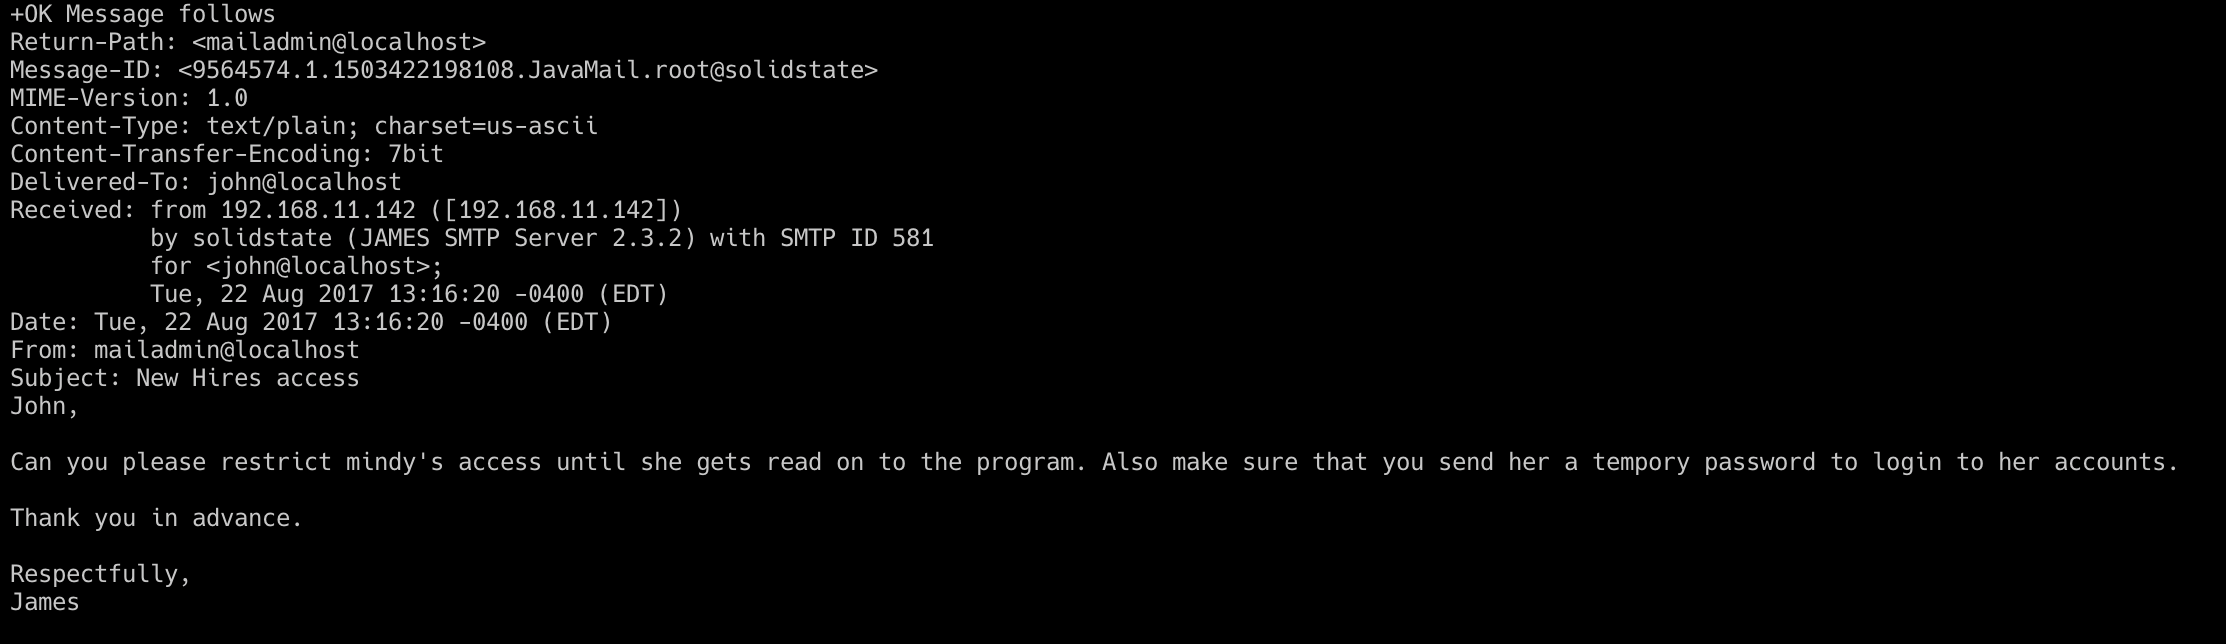 +OK Message follows
Return-Path: <mailadmin@localhost>
Message-ID: <9564574.1.1503422198108.JavaMail.root@solidstate>
MIME-Version: 1.0
Content-Type: text/plain; charset=us-ascii
Content-Transfer-Encoding: 7bit
Delivered-To: john@localhost
Received: from 192.168.11.142 ([192.168.11.142])
          by solidstate (JAMES SMTP Server 2.3.2) with SMTP ID 581
          for <john@localhost>;
          Tue, 22 Aug 2017 13:16:20 -0400 (EDT)
Date: Tue, 22 Aug 2017 13:16:20 -0400 (EDT)
From: mailadmin@localhost
Subject: New Hires access
John,

Can you please restrict mindy's access until she gets read on to the program. Also make sure that you send her a tempory password to login to her accounts.

Thank you in advance.

Respectfully,
James